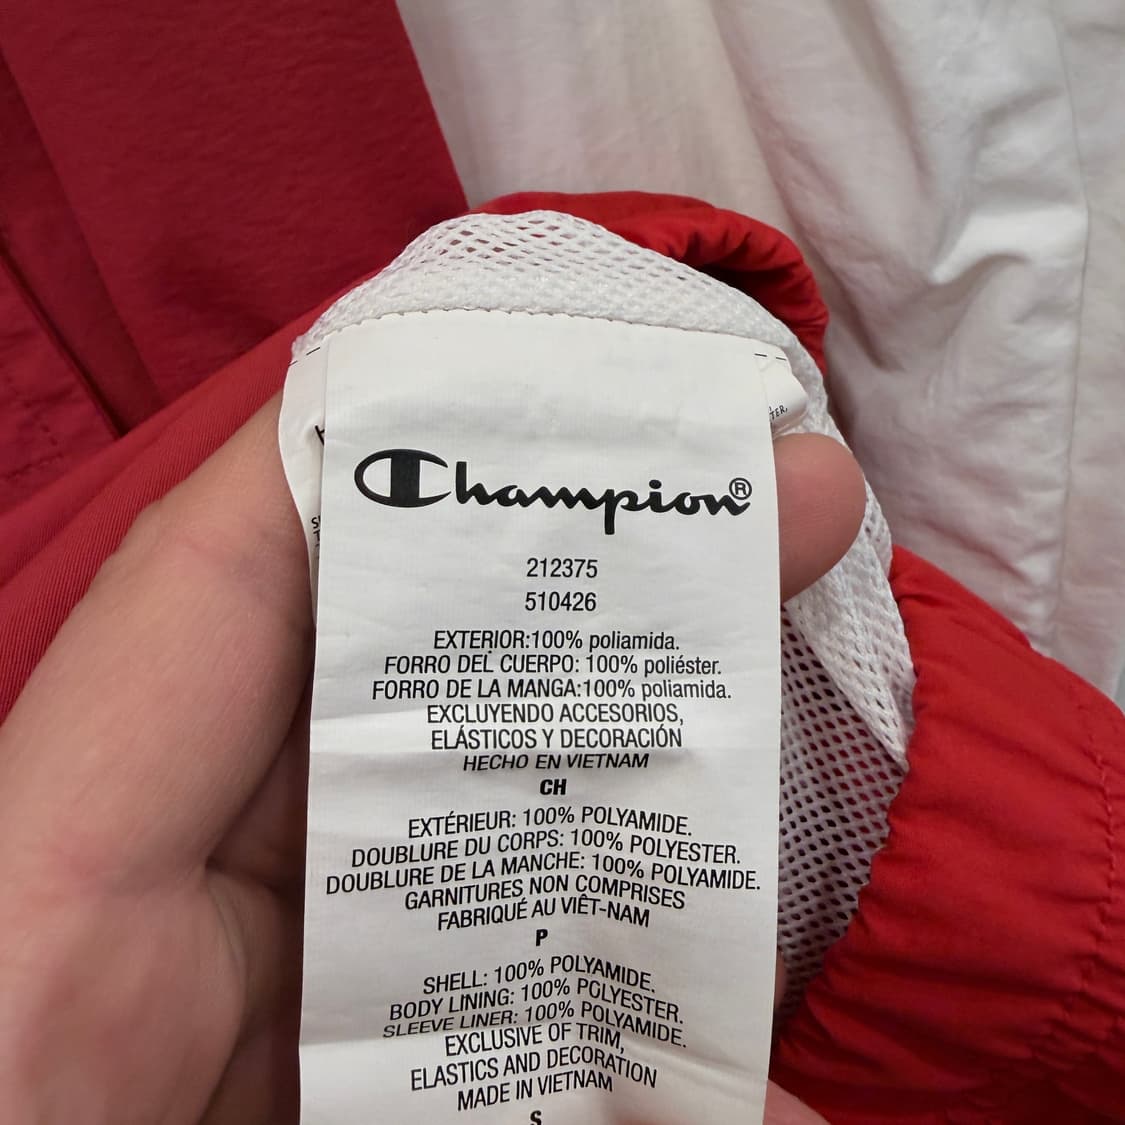 Champion®
212375
510426
EXTERIOR:100% poliamida.
FORRO DEL CUERPO: 100% poliéster.
FORRO DE LA MANGA:100% poliamida.
EXCLUYENDO ACCESORIOS,
ELÁSTICOS Y DECORACIÓN
HECHO EN VIETNAM
CH
EXTÉRIEUR: 100% POLYAMIDE.
DOUBLURE DU CORPS: 100% POLYESTER.
DOUBLURE DE LA MANCHE: 100% POLYAMIDE.
GARNITURES NON COMPRISES
FABRIQUÉ AU VIÊT-NAM
P
SHELL: 100% POLYAMIDE.
BODY LINING: 100% POLYESTER.
SLEEVE LINER: 100% POLYAMIDE.
EXCLUSIVE OF TRIM,
ELASTICS AND DECORATION
MADE IN VIETNAM
S